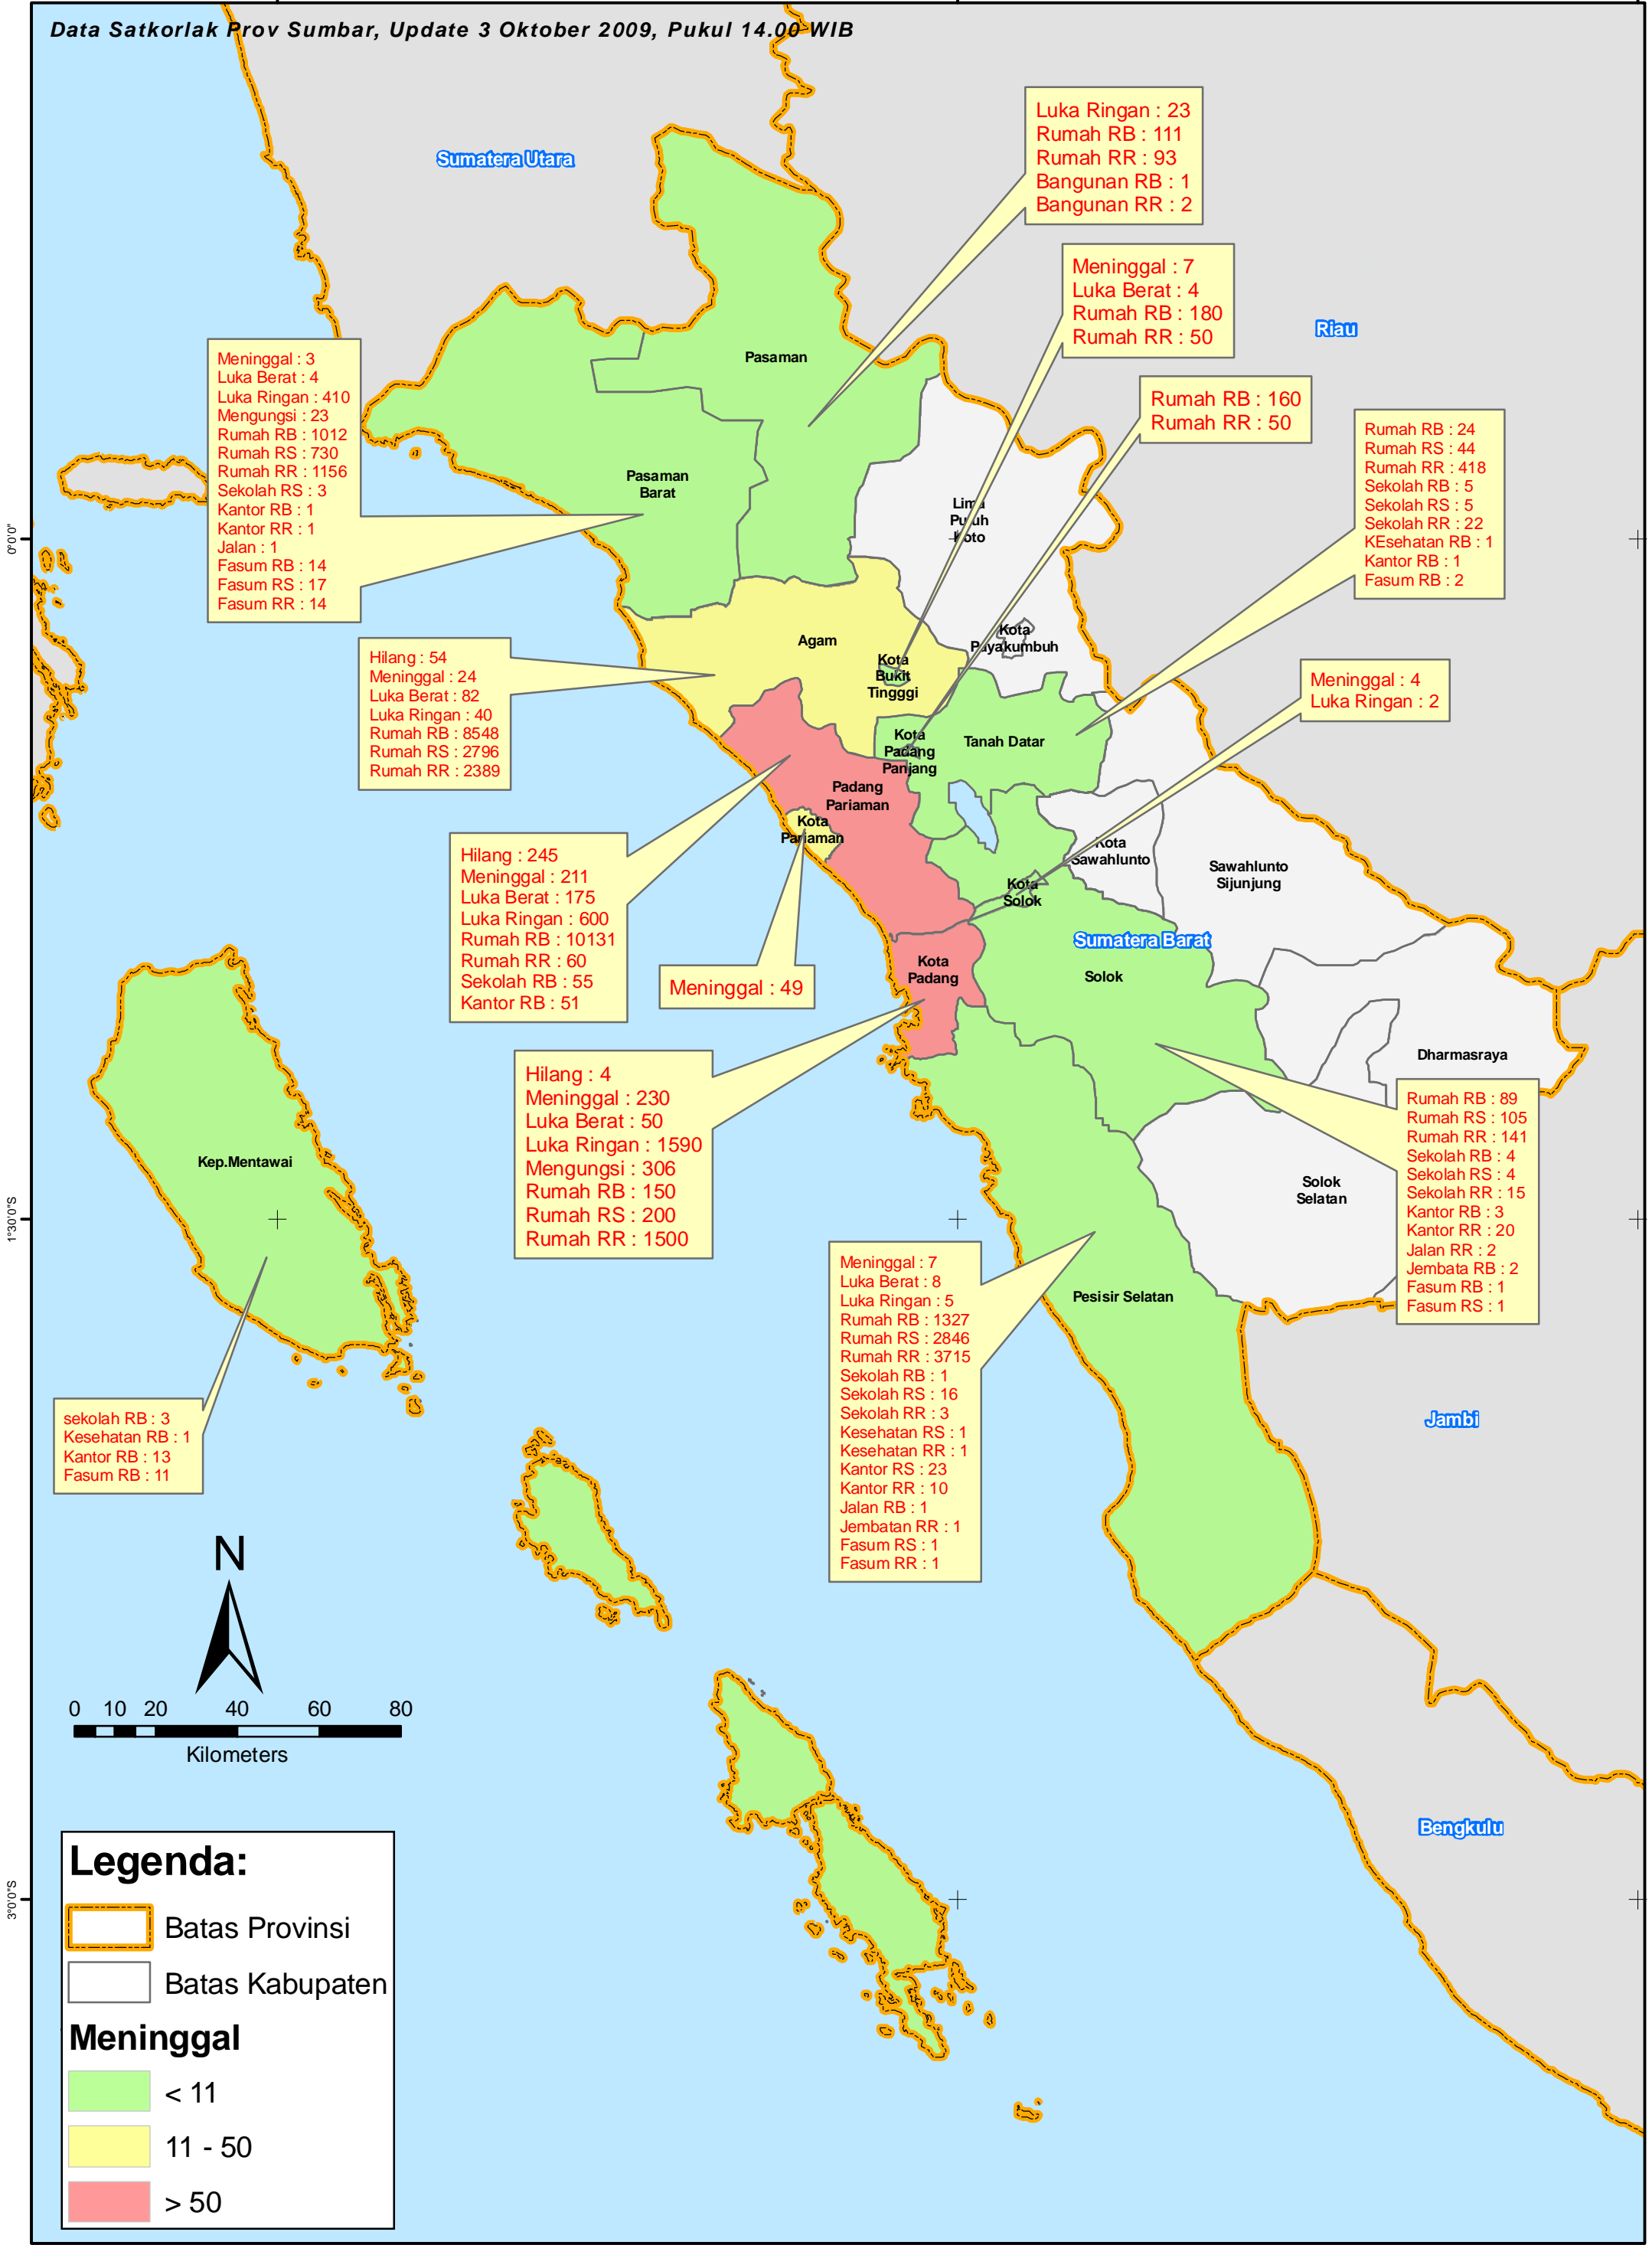 Data Satkorlak Prov Sumbar, Update 3 Oktober 2009, Pukul 14.00 WIB
Sumatera Utara
Luka Ringan : 23
Rumah RB : 111
Rumah RR : 93
Bangunan RB : 1
Bangunan RR : 2
Meninggal : 7
Luka Berat : 4
Rumah RB : 180
Rumah RR : 50
Riau
Pasaman
Meninggal : 3
Luka Berat : 4
Luka Ringan : 410
Mengungsi : 23
Rumah RB : 1012
Rumah RS : 730
Rumah RR : 1156
Sekolah RS : 3
Kantor RB : 1
Kantor RR : 1
Jalan : 1
Fasum RB : 14
Fasum RS : 17
Fasum RR : 14
Rumah RB : 160
Rumah RR : 50
Rumah RB : 24
Rumah RS : 44
Rumah RR : 418
Sekolah RB : 5
Sekolah RS : 5
Sekolah RR : 22
KEsehatan RB : 1
Kantor RB : 1
Fasum RB : 2
Pasaman
Barat
Lima
Puluh
Koto
0°0'0"
Agam
Kota
Payakumbuh
Kota
Bukit
Tingggi
Hilang : 54
Meninggal : 24
Luka Berat : 82
Luka Ringan : 40
Rumah RB : 8548
Rumah RS : 2796
Rumah RR : 2389
Meninggal : 4
Luka Ringan : 2
Kota
Padang
Panjang
Tanah Datar
Padang
Pariaman
Kota
Pariaman
Kota
Sawahlunto
Sawahlunto
Sijunjung
Kota
Solok
Hilang : 245
Meninggal : 211
Luka Berat : 175
Luka Ringan : 600
Rumah RB : 10131
Rumah RR : 60
Sekolah RB : 55
Kantor RB : 51
Meninggal : 49
Sumatera Barat
Kota
Padang
Solok
Dharmasraya
Hilang : 4
Meninggal : 230
Luka Berat : 50
Luka Ringan : 1590
Mengungsi : 306
Rumah RB : 150
Rumah RS : 200
Rumah RR : 1500
Rumah RB : 89
Rumah RS : 105
Rumah RR : 141
Sekolah RB : 4
Sekolah RS : 4
Sekolah RR : 15
Kantor RB : 3
Kantor RR : 20
Jalan RR : 2
Jembata RB : 2
Fasum RB : 1
Fasum RS : 1
Kep.Mentawai
Solok
Selatan
1°30'0"S
Meninggal : 7
Luka Berat : 8
Luka Ringan : 5
Rumah RB : 1327
Rumah RS : 2846
Rumah RR : 3715
Sekolah RB : 1
Sekolah RS : 16
Sekolah RR : 3
Kesehatan RS : 1
Kesehatan RR : 1
Kantor RS : 23
Kantor RR : 10
Jalan RB : 1
Jembatan RR : 1
Fasum RS : 1
Fasum RR : 1
Pesisir Selatan
sekolah RB : 3
Kesehatan RB : 1
Kantor RB : 13
Fasum RB : 11
Jambi
N
0 10 20 40 60 80
Kilometers
Bengkulu
3°0'0"S
Legenda:
Batas Provinsi
Batas Kabupaten
Meninggal
< 11
11 - 50
> 50